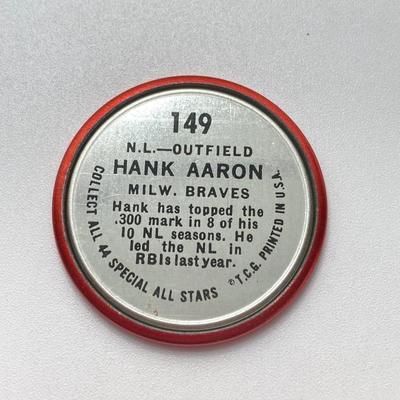 149
N.L.—OUTFIELD
HANK AARON
MILW. BRAVES
Hank has topped the
.300 mark in 8 of his
10 NL seasons. He
led the NL in
RBIs last year.
COLLECT ALL 44 SPECIAL ALL STARS
©T.C.G. PRINTED IN U.S.A.